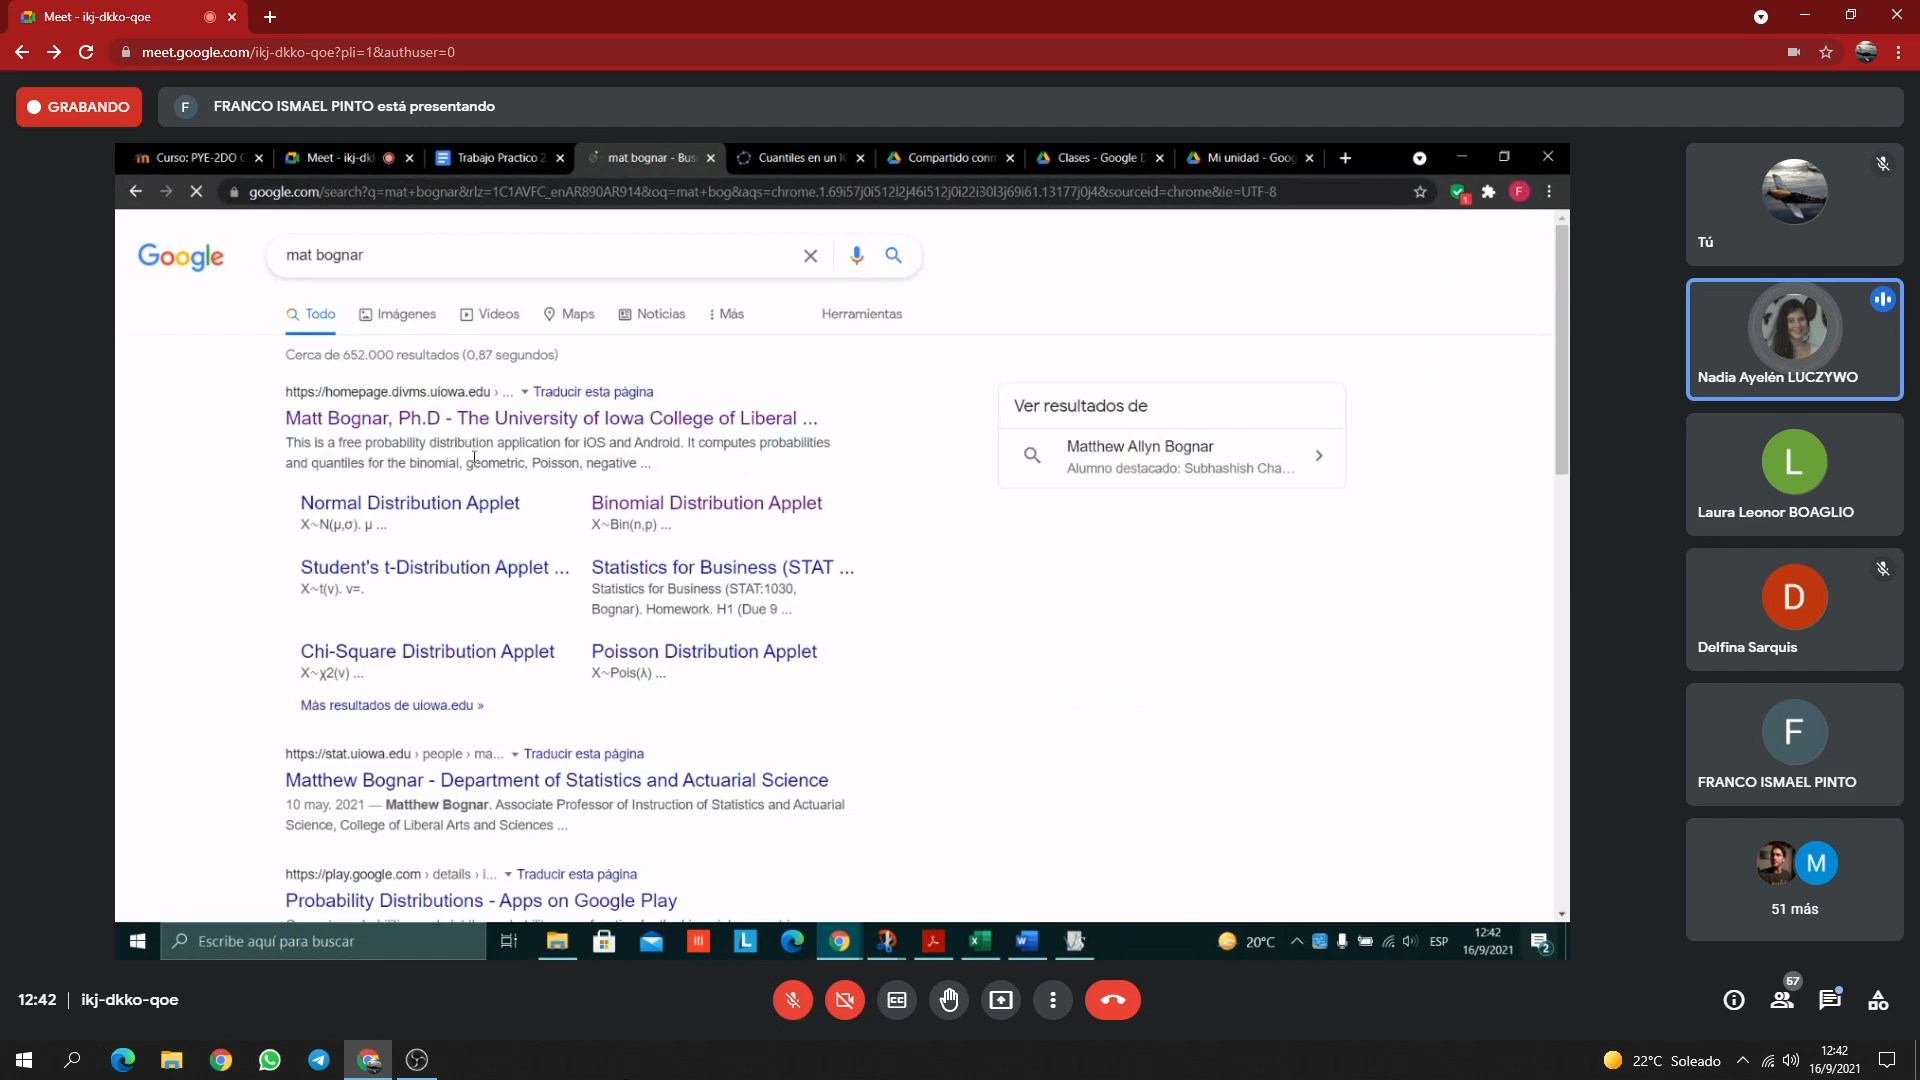 Meet - ikj-dkko-qoe
meet.google.com/ikj-dkko-qoe?pli=1&authuser=0
GRABANDO
F
FRANCO ISMAEL PINTO está presentando
Curso: PYE-2DO C
Meet - ikj-dk
Trabajo Practico 2
mat bognar - Bus
Cuantiles en un I
Compartido conm
Clases - Google D
Mi unidad - Goog
google.com/search?q=mat+bognar&rlz=1C1AVFC_enAR890AR914&oq=mat+bog&aqs=chrome.1.69i57j0i512l2j46i512j0i22i30l3j69i61.13177j0j4&sourceid=chrome&ie=UTF-8
1
F
Google
mat bognar
Todo
Imágenes
Videos
Maps
Noticias
Más
Herramientas
Cerca de 652.000 resultados (0,87 segundos)
https://homepage.divms.uiowa.edu › ... Traducir esta página
Matt Bognar, Ph.D - The University of Iowa College of Liberal ...
This is a free probability distribution application for iOS and Android. It computes probabilities
and quantiles for the binomial, geometric, Poisson, negative ...
Normal Distribution Applet
X~N(μ,σ). μ ...
Binomial Distribution Applet
X~Bin(n,p) ...
Student's t-Distribution Applet ...
X~t(ν). ν=.
Statistics for Business (STAT ...
Statistics for Business (STAT:1030,
Bognar). Homework. H1 (Due 9 ...
Chi-Square Distribution Applet
X~χ2(ν) ...
Poisson Distribution Applet
X~Pois(λ) ...
Más resultados de uiowa.edu »
https://stat.uiowa.edu › people › ma... Traducir esta página
Matthew Bognar - Department of Statistics and Actuarial Science
10 may. 2021 — Matthew Bognar. Associate Professor of Instruction of Statistics and Actuarial
Science, College of Liberal Arts and Sciences ...
https://play.google.com › details › i... Traducir esta página
Probability Distributions - Apps on Google Play
Ver resultados de
Matthew Allyn Bognar
Alumno destacado: Subhashish Cha...
Escribe aquí para buscar
L
20°C
ESP
12:42
16/9/2021
2
Tú
Nadia Ayelén LUCZYWO
L
Laura Leonor BOAGLIO
D
Delfina Sarquis
F
FRANCO ISMAEL PINTO
M
51 más
12:42 | ikj-dkko-qoe
57
22°C Soleado
12:42
16/9/2021